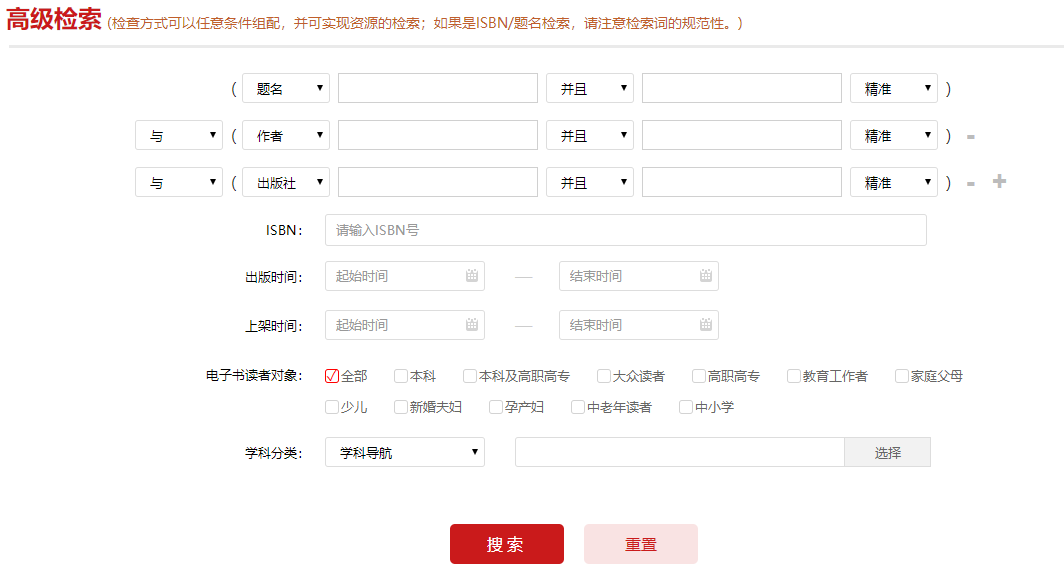 高级检索 (检查方式可以任意条件组配，并可实现资源的检索；如果是ISBN/题名检索，请注意检索词的规范性。)
( 题名 并且 精准 )
与 ( 作者 并且 精准 ) -
与 ( 出版社 并且 精准 ) - +
ISBN： 请输入ISBN号
出版时间： 起始时间 — 结束时间
上架时间： 起始时间 — 结束时间
电子书读者对象： 全部 本科 本科及高职高专 大众读者 高职高专 教育工作者 家庭父母
少儿 新婚夫妇 孕产妇 中老年读者 中小学
学科分类： 学科导航 选择
搜索 重置